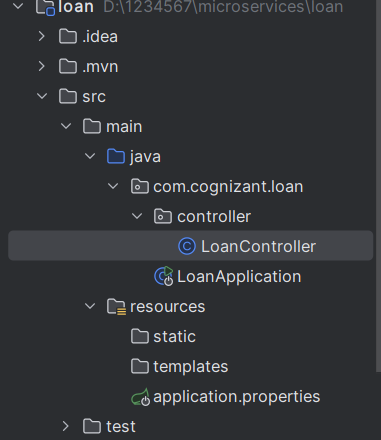 loan D:\1234567\microservices\loan
.idea
.mvn
src
main
java
com.cognizant.loan
controller
LoanController
LoanApplication
resources
static
templates
application.properties
test